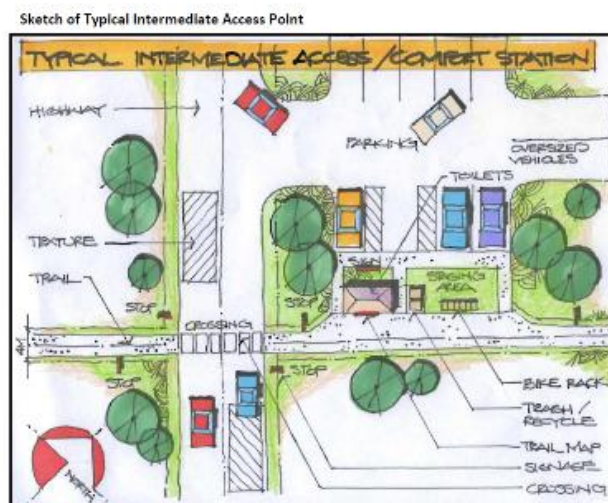 Sketch of Typical Intermediate Access Point
TYPICAL INTERMEDIATE ACCESS / COMFORT STATION
HIGHWAY
PARKING
OVERSIZED
VEHICLES
TOILETS
TEXTURE
SIGN
STAGING
AREA
TRAIL
STOP
STOP
CROSSING
4M
STOP
STOP
BIKE RACK
TRASH /
RECYCLE
TRAIL MAP
SIGNAGE
CROSSING
NORTH